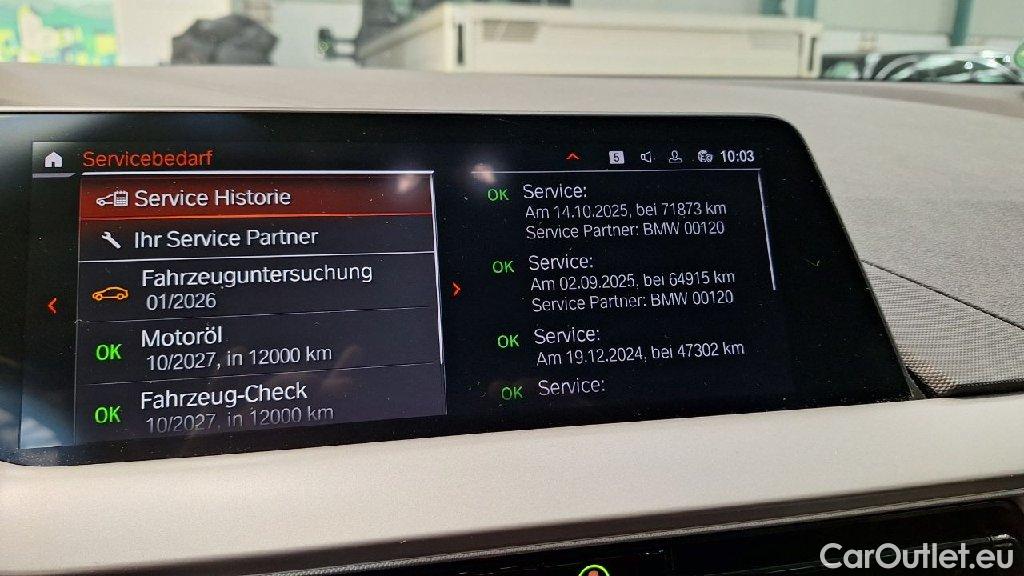 Servicebedarf
5
10:03
Service Historie
Ihr Service Partner
Fahrzeuguntersuchung
01/2026
OK
Motoröl
10/2027, in 12000 km
OK
Fahrzeug-Check
10/2027, in 12000 km
OK
Service:
Am 14.10.2025, bei 71873 km
Service Partner: BMW 00120
OK
Service:
Am 02.09.2025, bei 64915 km
Service Partner: BMW 00120
OK
Service:
Am 19.12.2024, bei 47302 km
OK
Service:
CarOutlet.eu